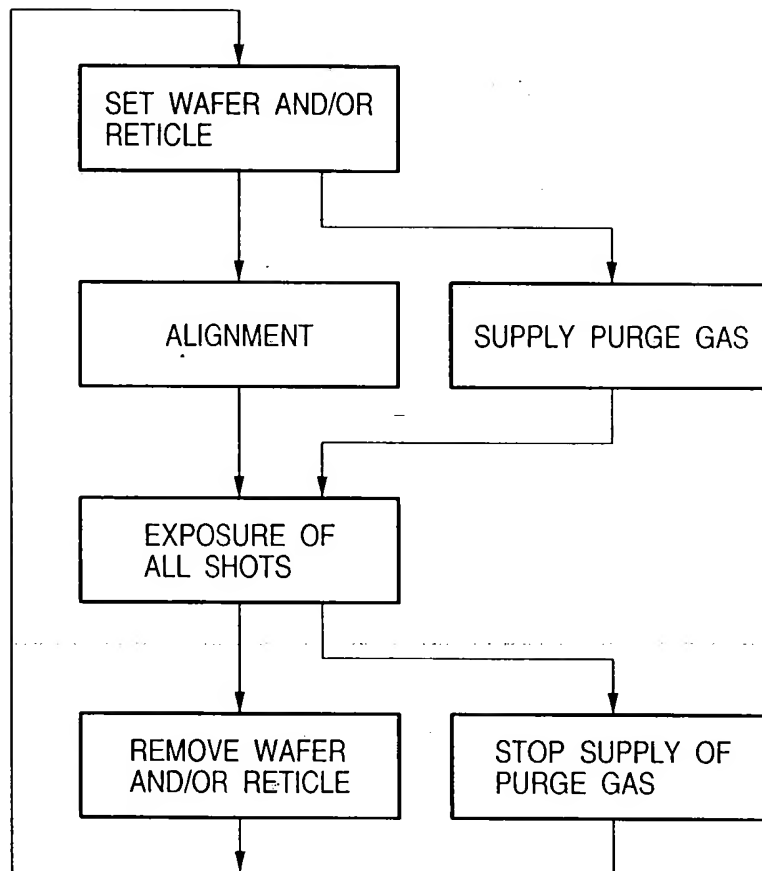 SET WAFER AND/OR
RETICLE
ALIGNMENT
SUPPLY PURGE GAS
EXPOSURE OF
ALL SHOTS
REMOVE WAFER
AND/OR RETICLE
STOP SUPPLY OF
PURGE GAS